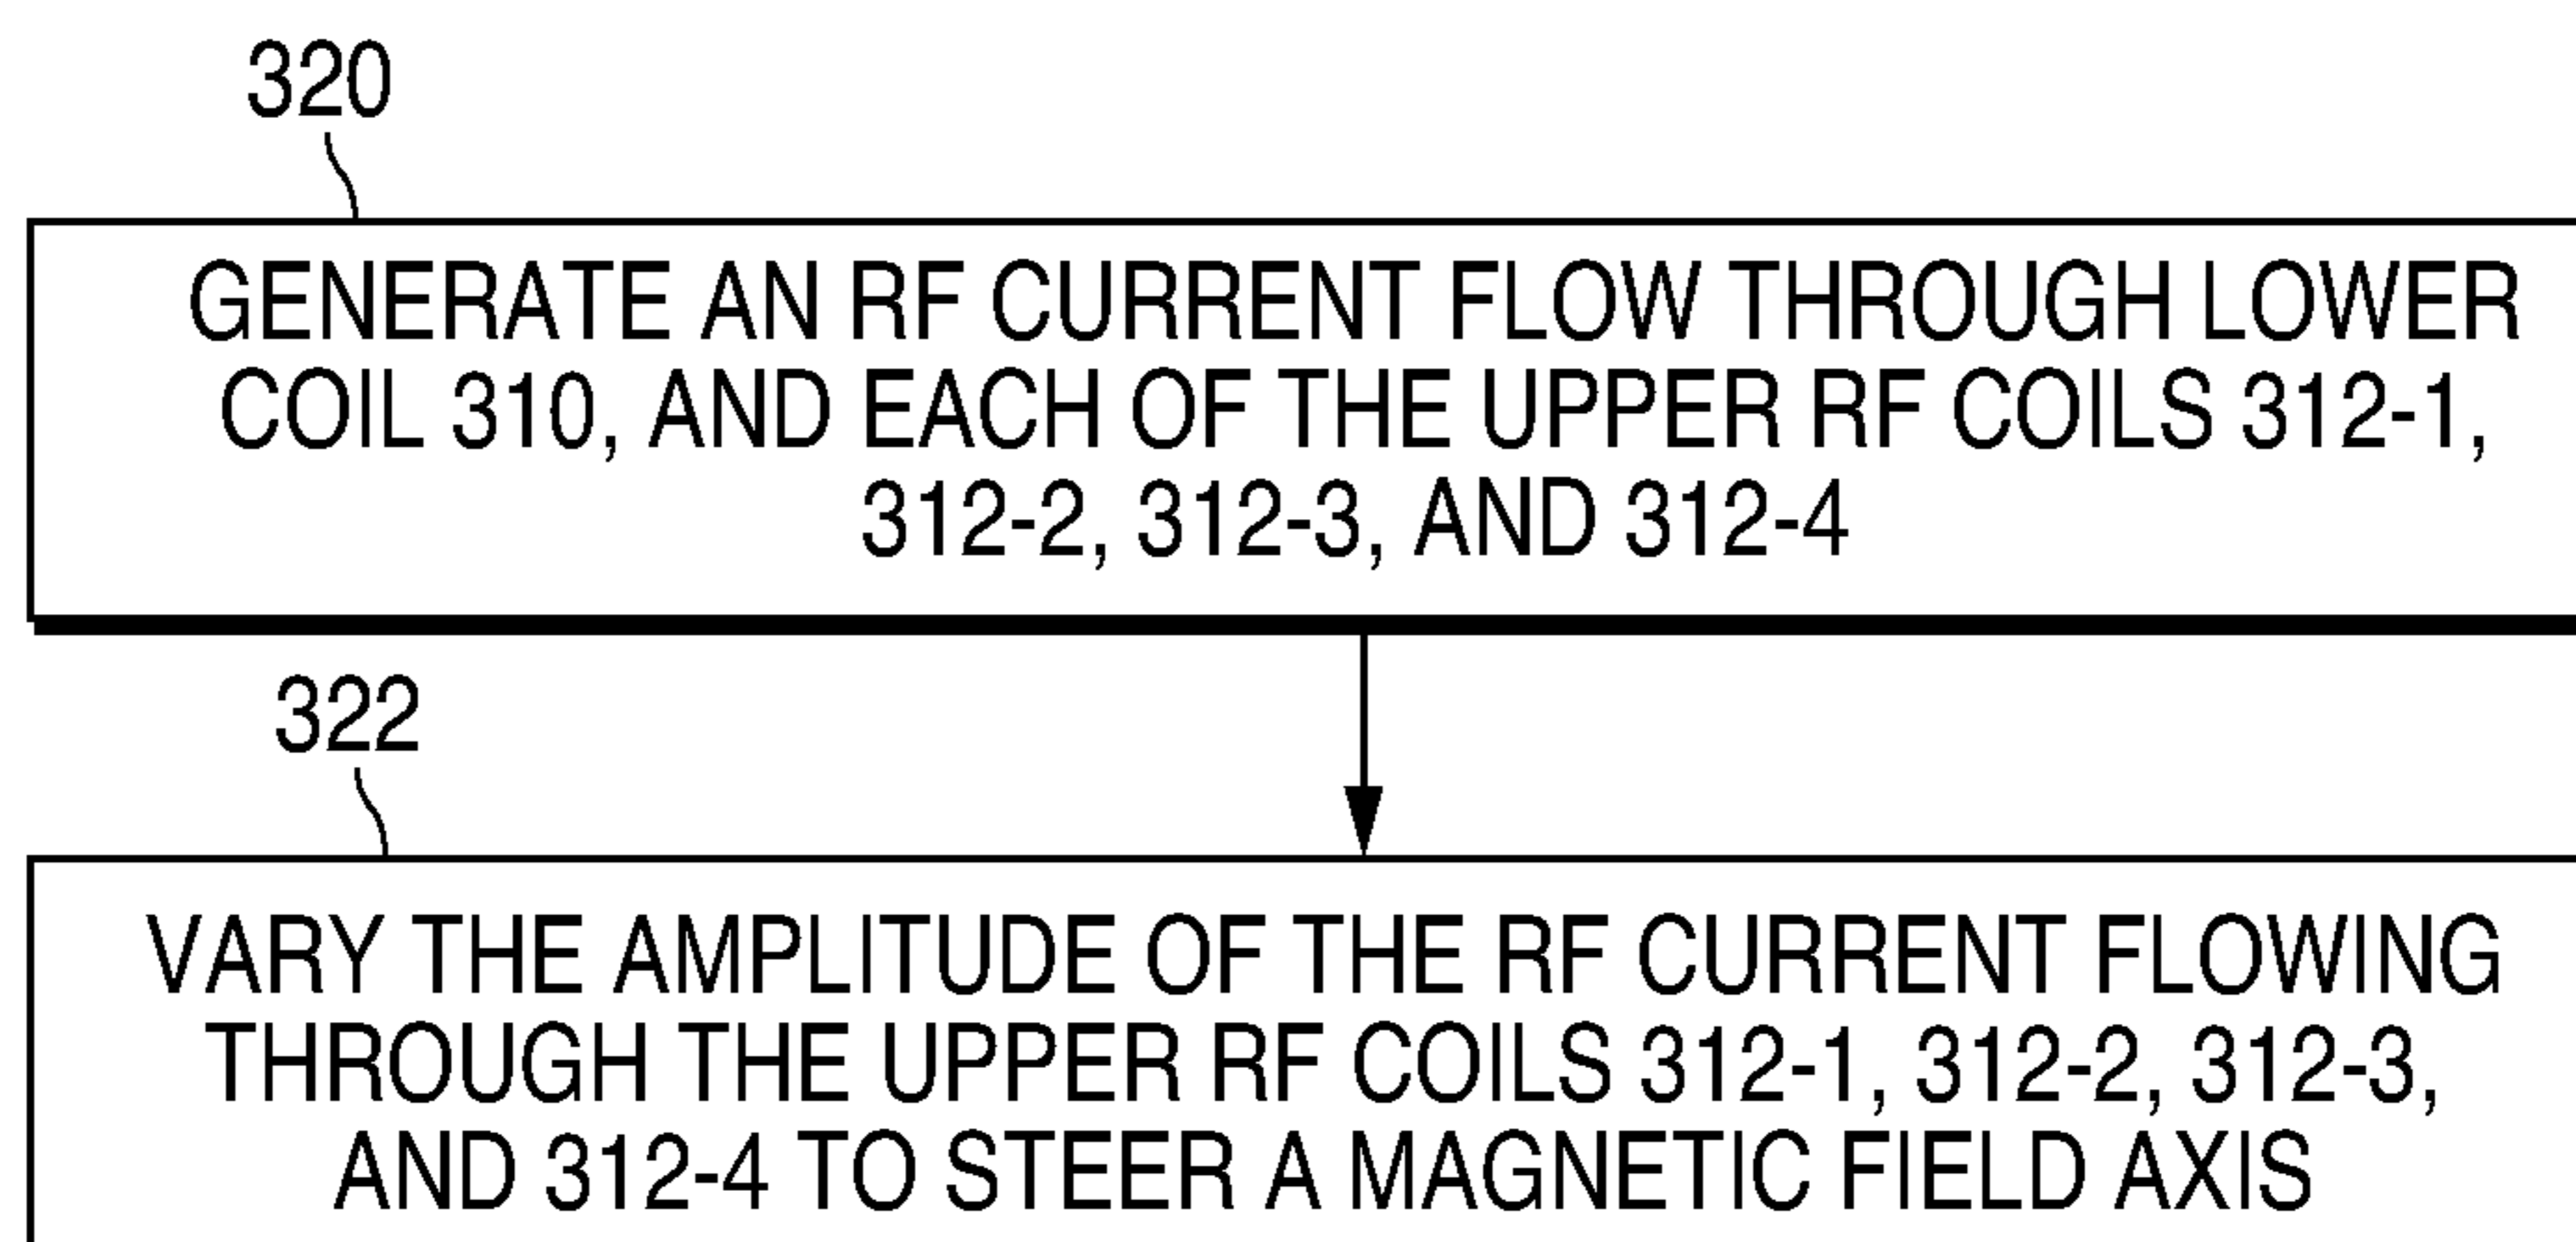 320
GENERATE AN RF CURRENT FLOW THROUGH LOWER
COIL 310, AND EACH OF THE UPPER RF COILS 312-1,
312-2, 312-3, AND 312-4
322
VARY THE AMPLITUDE OF THE RF CURRENT FLOWING
THROUGH THE UPPER RF COILS 312-1, 312-2, 312-3,
AND 312-4 TO STEER A MAGNETIC FIELD AXIS